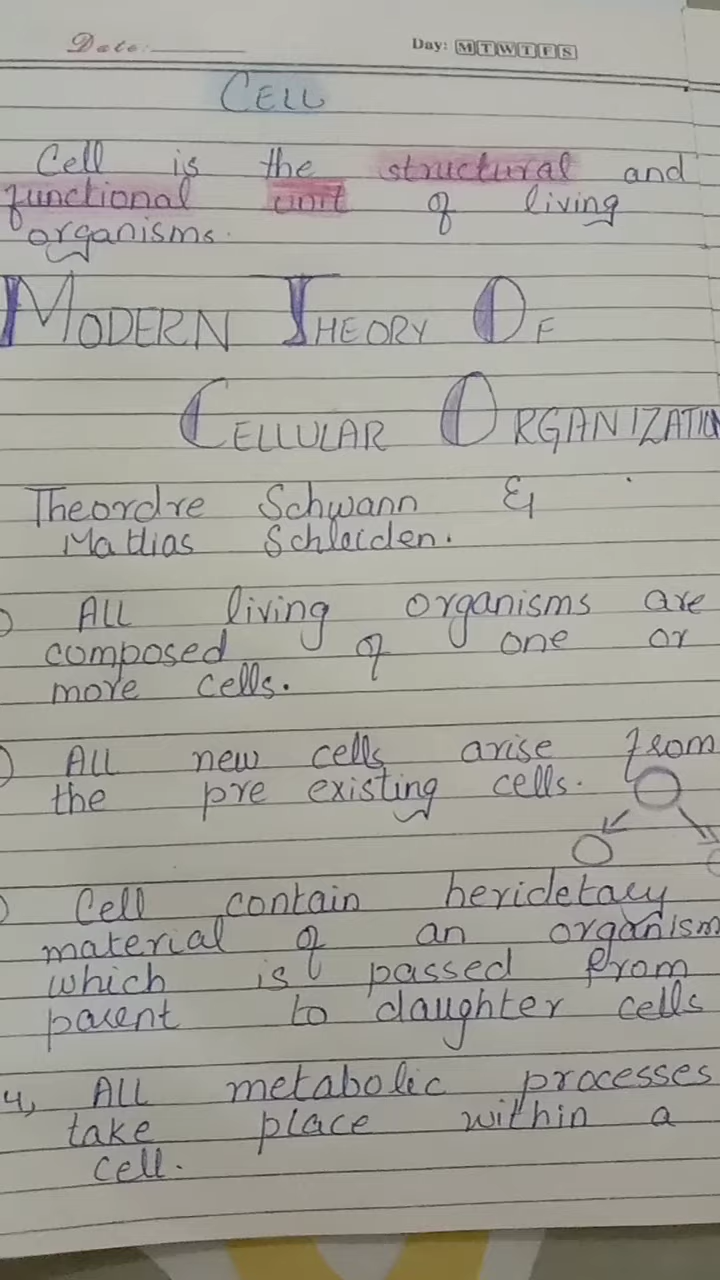 Date:
Day: M T W T F S
CELL
Cell is the structural and
functional unit of living
organisms.
MODERN THEORY OF
CELLULAR ORGANIZATION
Theordre Schwann &
Mathias Schleiden.
ALL living organisms are
composed of one or
more cells.
ALL new cells arise from
the pre existing cells.
Cell contain heridetary
material of an organism
which is passed from
parent to daughter cells
4, ALL metabolic processes
take place within a
cell.